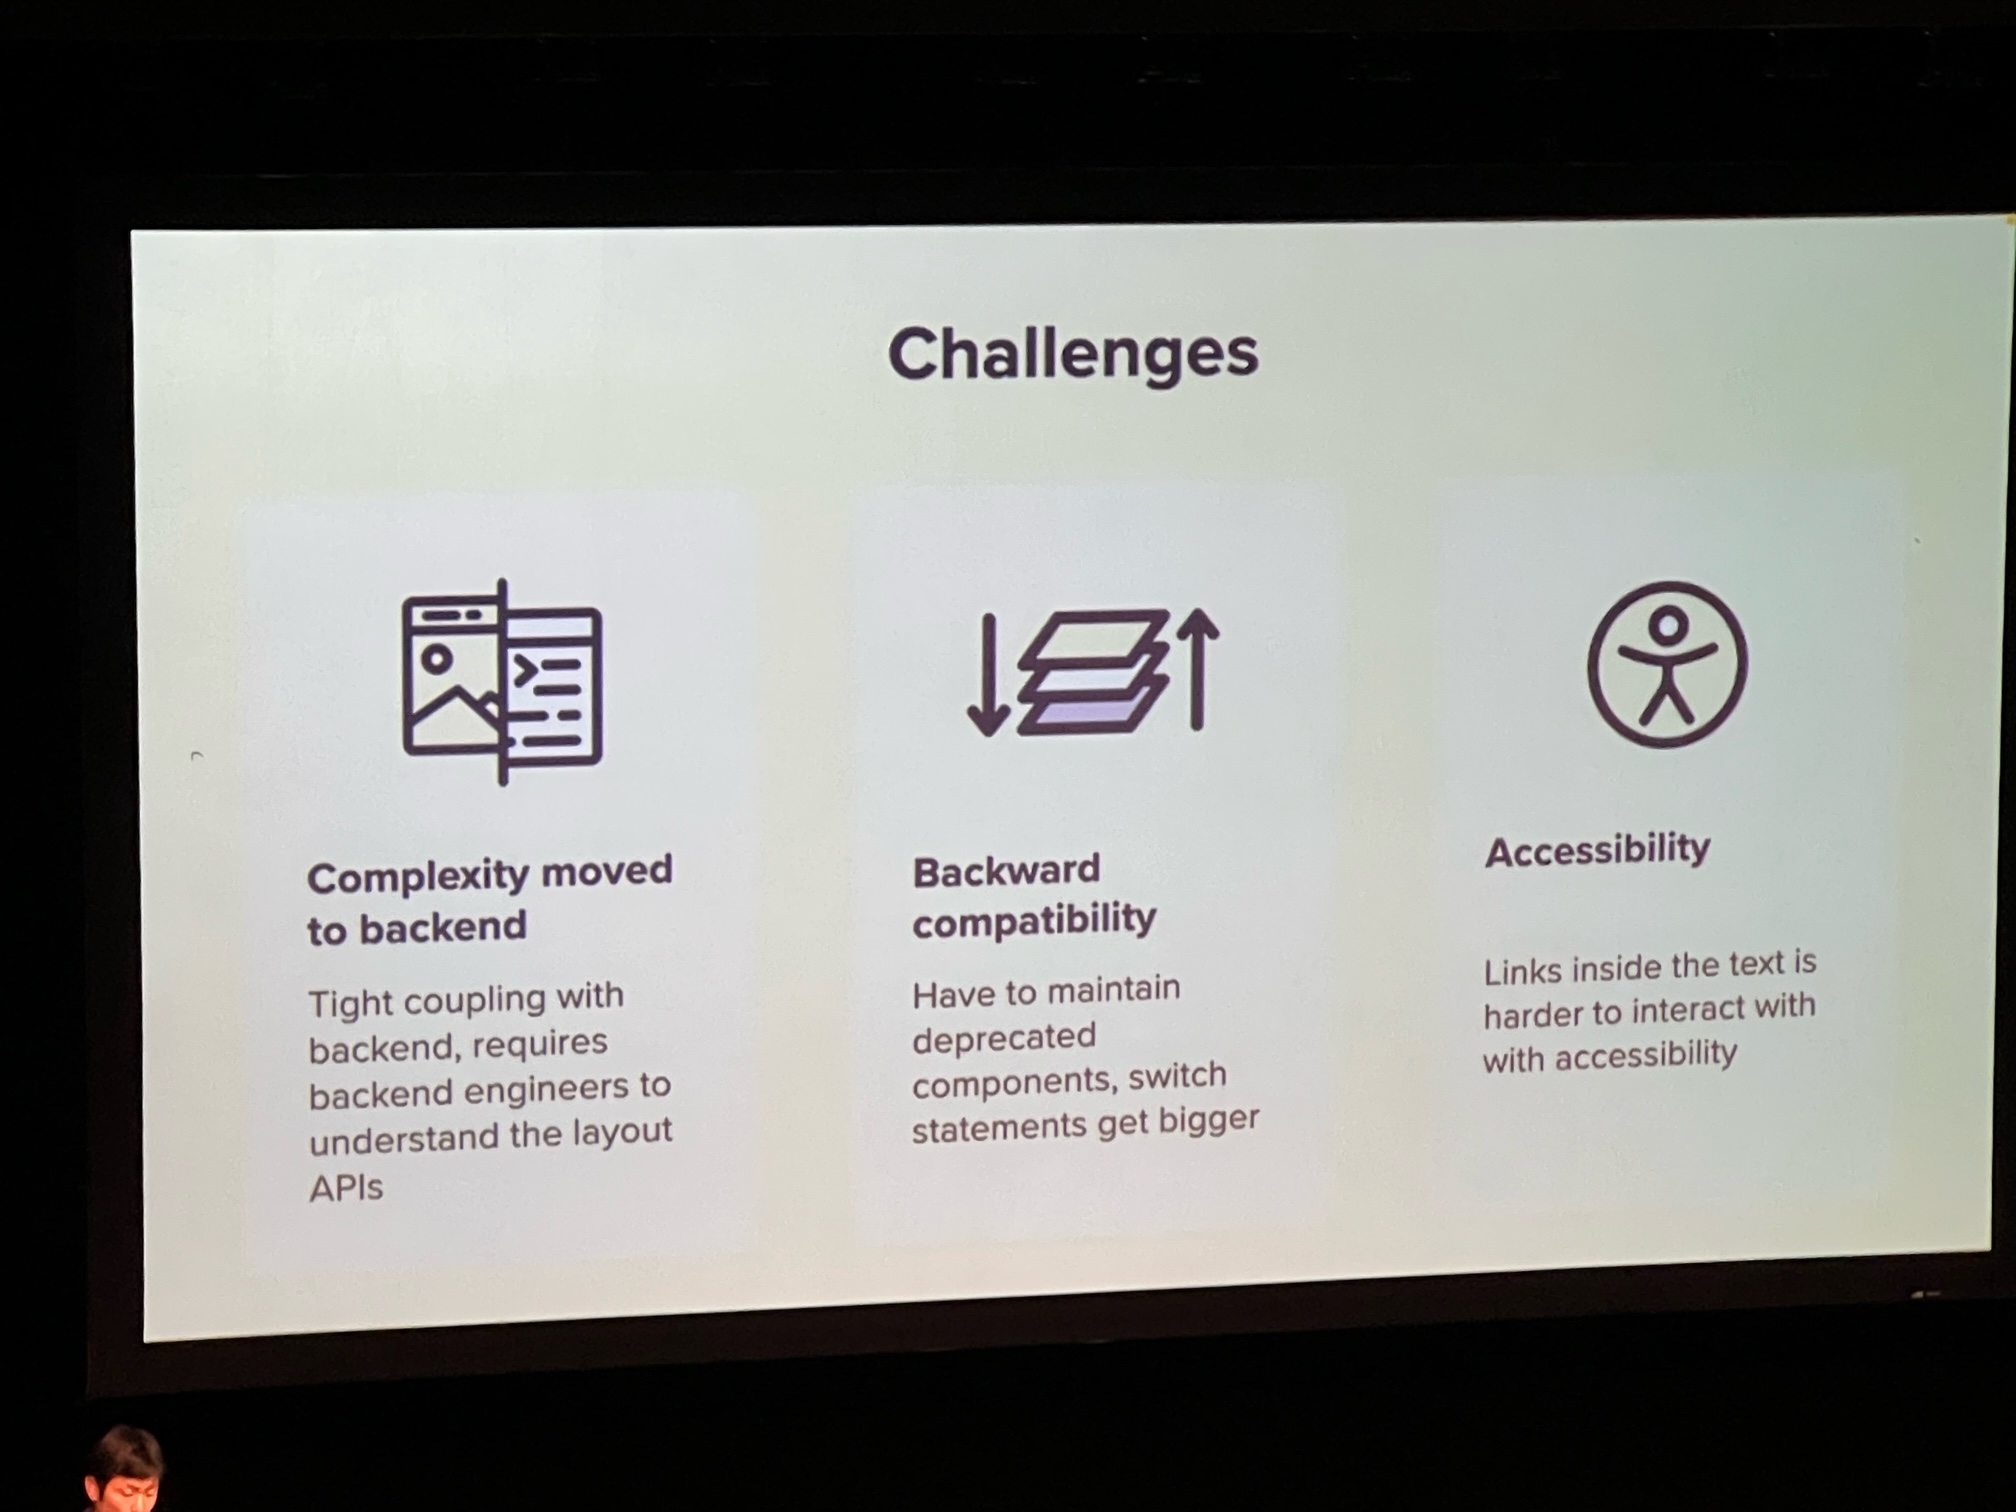 Challenges
Complexity moved
to backend
Tight coupling with
backend, requires
backend engineers to
understand the layout
APIs
Backward
compatibility
Have to maintain
deprecated
components, switch
statements get bigger
Accessibility
Links inside the text is
harder to interact with
with accessibility